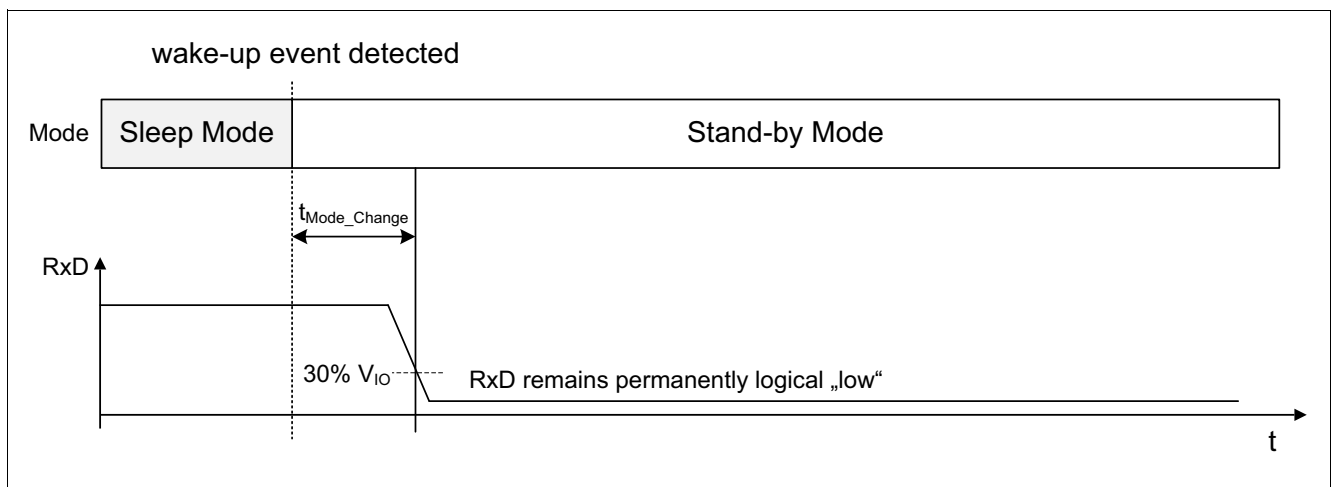 wake-up event detected
Mode
Sleep Mode
Stand-by Mode
tMode_Change
RxD
30% VIO
RxD remains permanently logical „low“
t